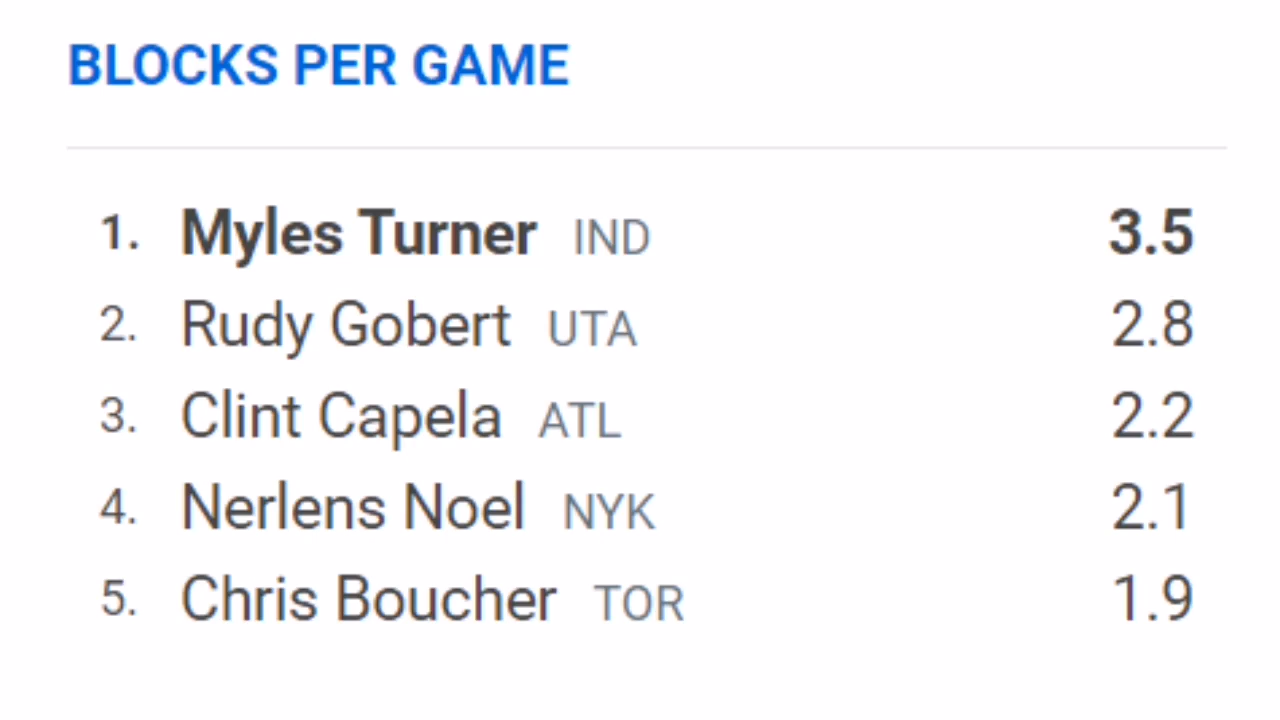 BLOCKS PER GAME
1. Myles Turner IND 3.5
2. Rudy Gobert UTA 2.8
3. Clint Capela ATL 2.2
4. Nerlens Noel NYK 2.1
5. Chris Boucher TOR 1.9